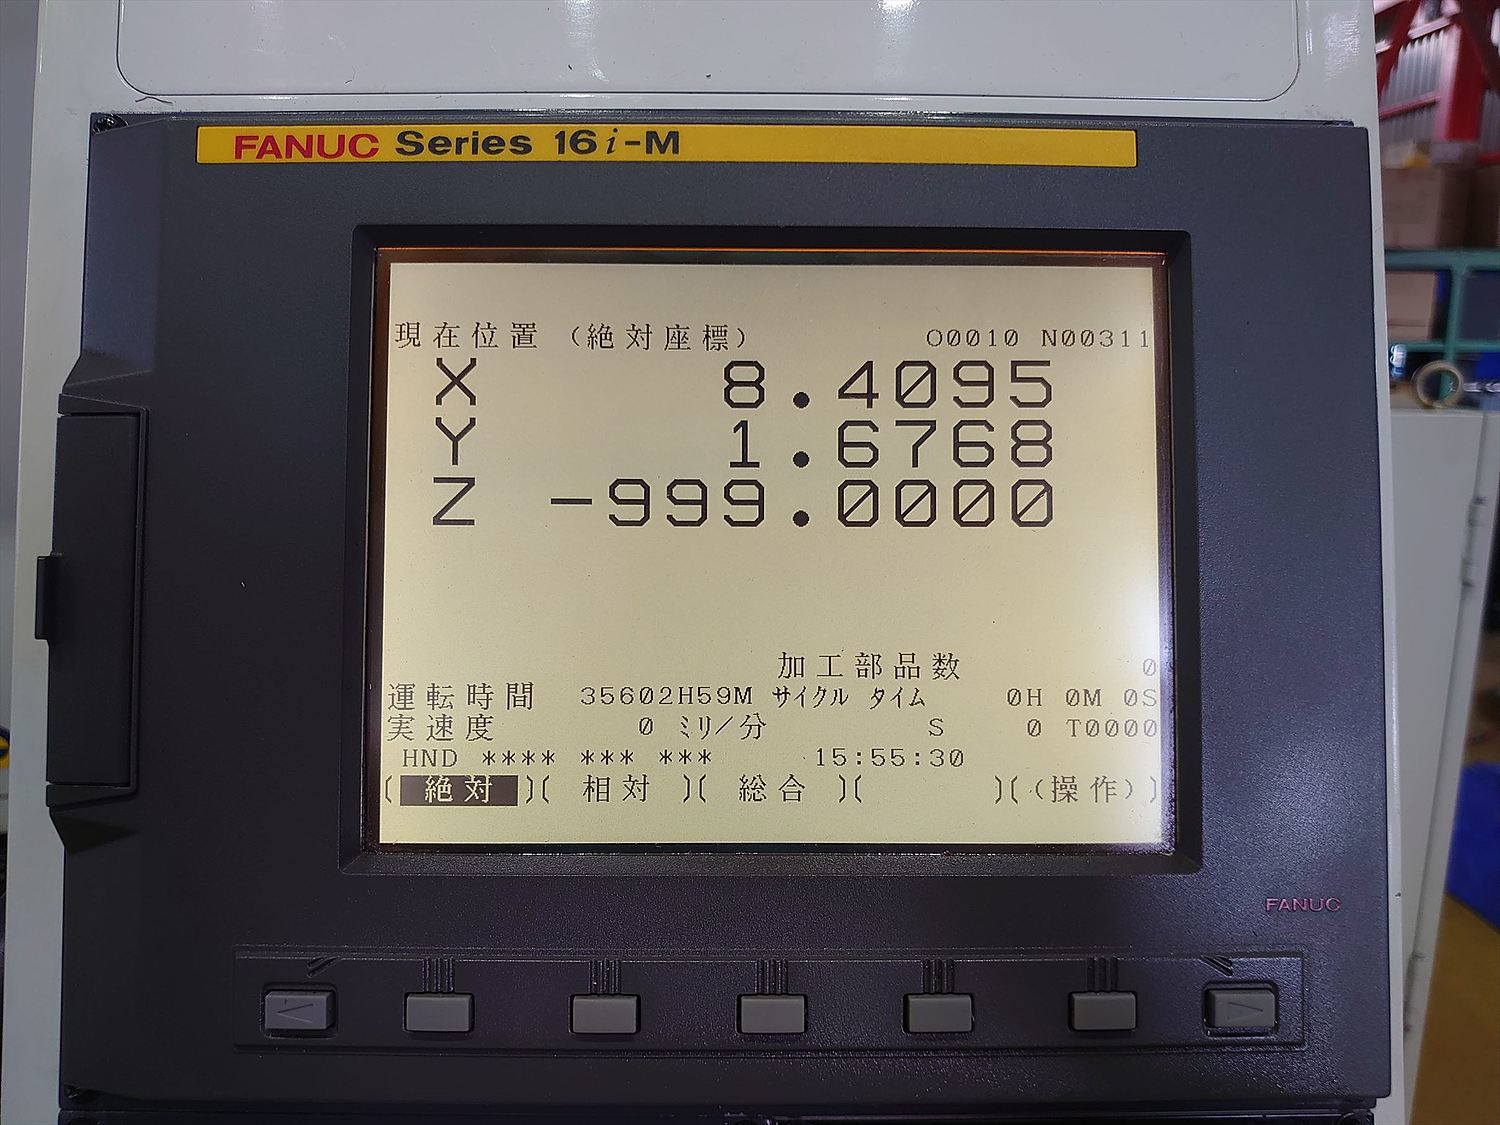 FANUC Series 16i-M
現在位置（絶対座標） O0010 N00311
X 8.4095
Y 1.6768
Z -999.0000
加工部品数 0
運転時間 35602H59M サイクル タイム 0H 0M 0S
実速度 0 ミリ／分 S 0 T0000
HND **** *** *** 15:55:30
[ 絶対 ][ 相対 ][ 総合 ][ ][（操作）]
FANUC